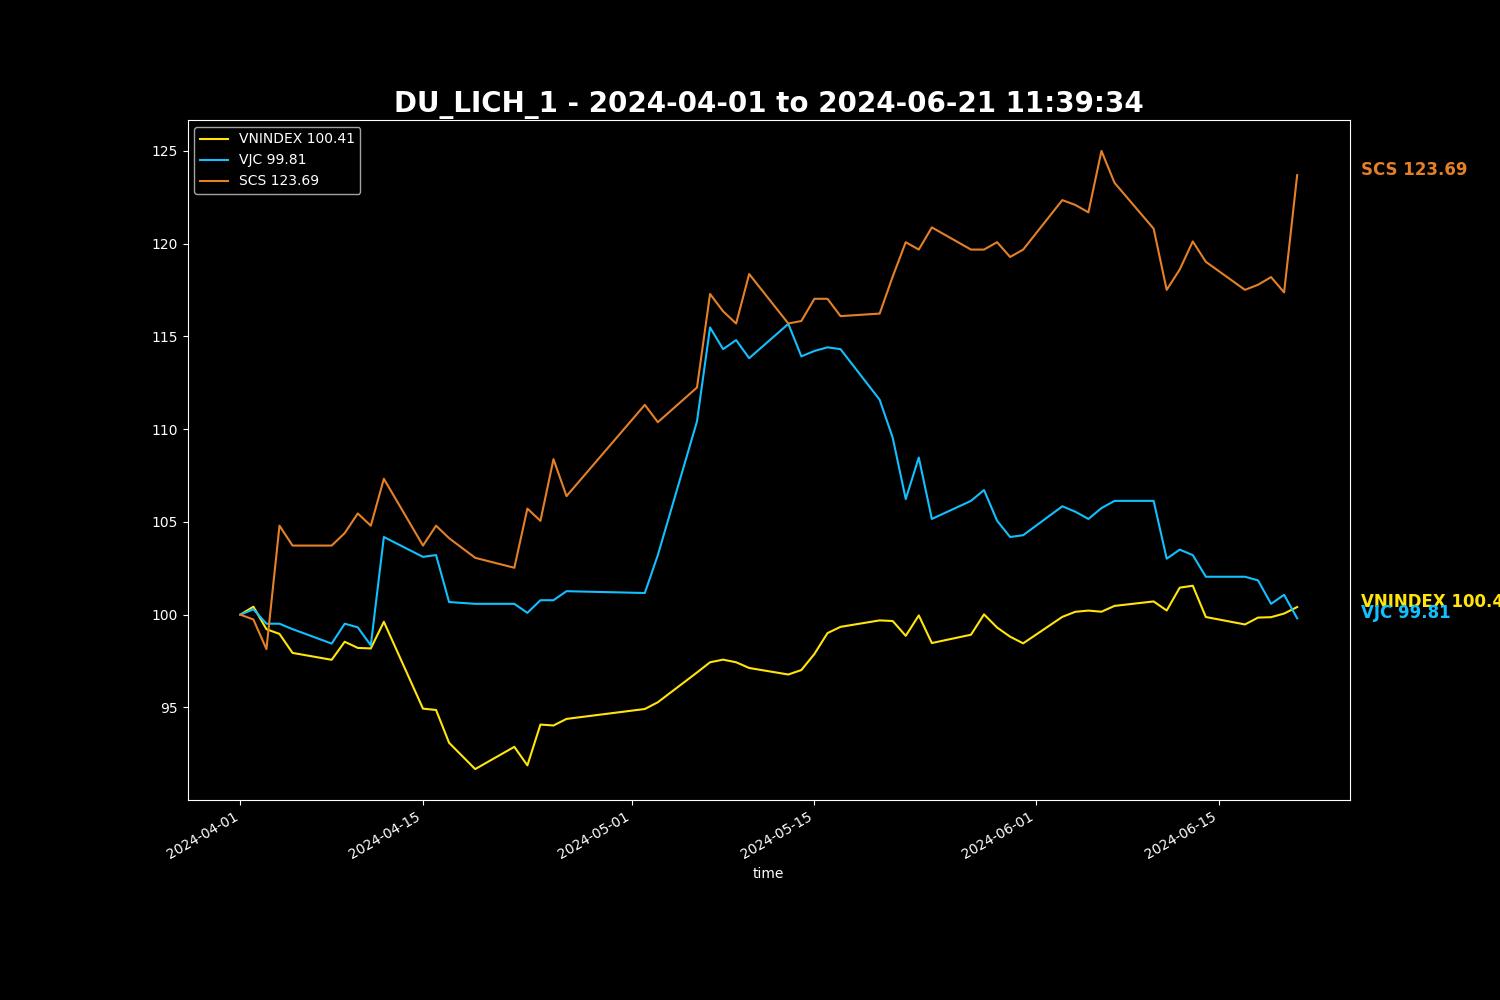 DU_LICH_1 - 2024-04-01 to 2024-06-21 11:39:34
VNINDEX 100.41
VJC 99.81
SCS 123.69
125
120
115
110
105
100
95
SCS 123.69
VNINDEX 100.4
VJC 99.81
2024-04-01
2024-04-15
2024-05-01
2024-05-15
2024-06-01
2024-06-15
time